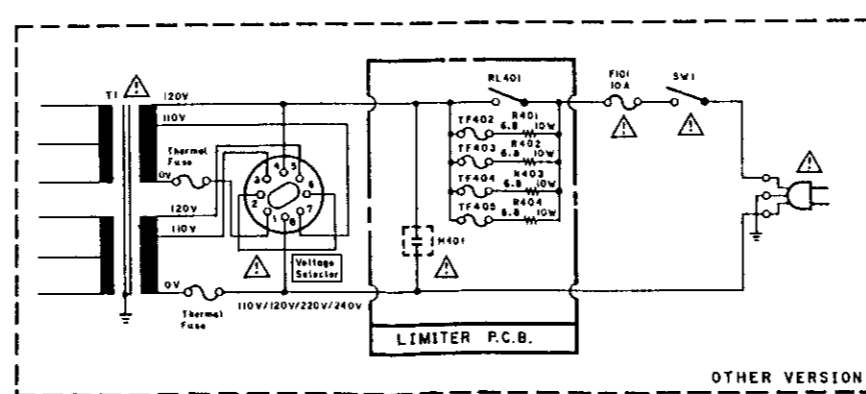 T1
120V
110V
Thermal
Fuse
0V
120V
110V
0V
Thermal
Fuse
3
4
5
2
6
1
8
7
Voltage
Selector
110V/120V/220V/240V
RL401
TF402
R401
6.8
10W
TF403
R402
6.8
10W
TF404
R403
6.8
10W
TF405
R404
6.8
10W
LIMITER P.C.B.
F101
10A
SW1
OTHER VERSION